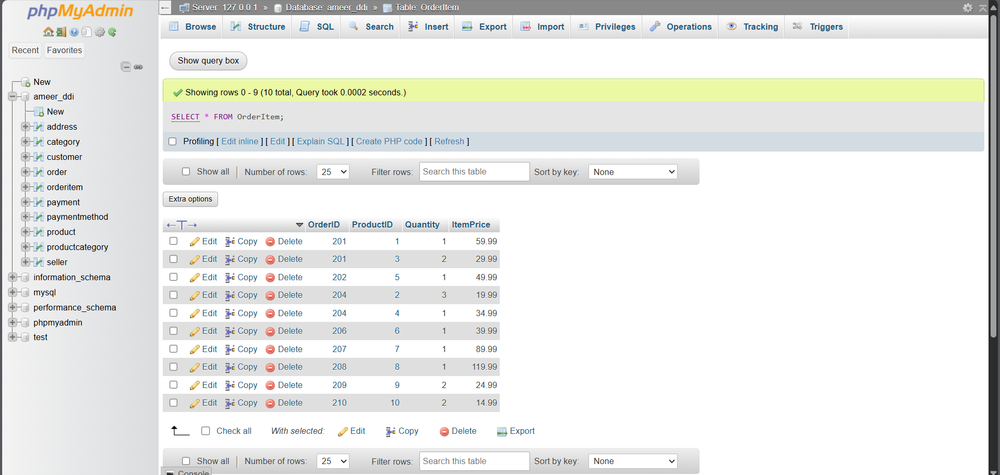 phpMyAdmin
Recent Favorites
New
ameer_ddi
New
address
category
customer
order
orderitem
payment
paymentmethod
product
productcategory
seller
information_schema
mysql
performance_schema
phpmyadmin
test
Server: 127.0.0.1 » Database: ameer_ddi » Table: OrderItem
Browse Structure SQL Search Insert Export Import Privileges Operations Tracking Triggers
Show query box
Showing rows 0 - 9 (10 total, Query took 0.0002 seconds.)
SELECT * FROM OrderItem;
Profiling [ Edit inline ] [ Edit ] [ Explain SQL ] [ Create PHP code ] [ Refresh ]
Show all | Number of rows: 25 Filter rows: Search this table Sort by key: None
Extra options
←T→ OrderID ProductID Quantity ItemPrice
Edit Copy Delete 201 1 1 59.99
Edit Copy Delete 201 3 2 29.99
Edit Copy Delete 202 5 1 49.99
Edit Copy Delete 204 2 3 19.99
Edit Copy Delete 204 4 1 34.99
Edit Copy Delete 206 6 1 39.99
Edit Copy Delete 207 7 1 89.99
Edit Copy Delete 208 8 1 119.99
Edit Copy Delete 209 9 2 24.99
Edit Copy Delete 210 10 2 14.99
Check all With selected: Edit Copy Delete Export
Show all | Number of rows: 25 Filter rows: Search this table Sort by key: None
Console